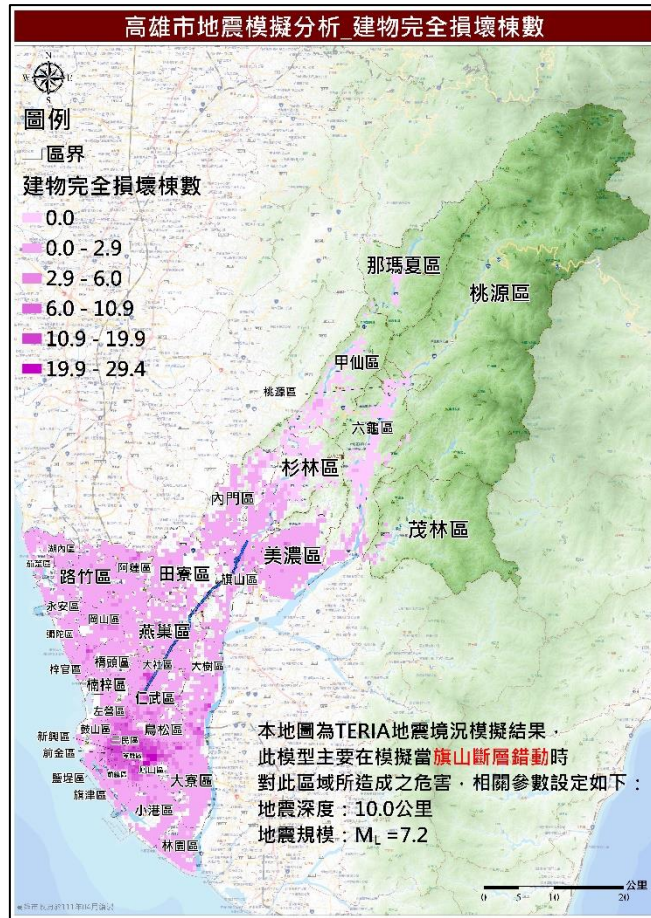 高雄市地震模擬分析_建物完全損壞棟數
圖例
區界
建物完全損壞棟數
0.0
0.0 - 2.9
2.9 - 6.0
6.0 - 10.9
10.9 - 19.9
19.9 - 29.4
那瑪夏區
桃源區
甲仙區
桃源區
六龜區
杉林區
內門區
茂林區
美濃區
湖內區
茄萣區
路竹區
阿蓮區
田寮區
旗山區
永安區
岡山區
彌陀區
燕巢區
梓官區
橋頭區
大社區
大樹區
楠梓區
仁武區
左營區
鼓山區
鳥松區
新興區
三民區
前金區
鳳山區
大寮區
鹽埕區
旗津區
小港區
林園區
本地圖為TERIA地震境況模擬結果，
此模型主要在模擬當旗山斷層錯動時
對此區域所造成之危害，相關參數設定如下：
地震深度：10.0公里
地震規模：ML =7.2
公里
0 5 10 20